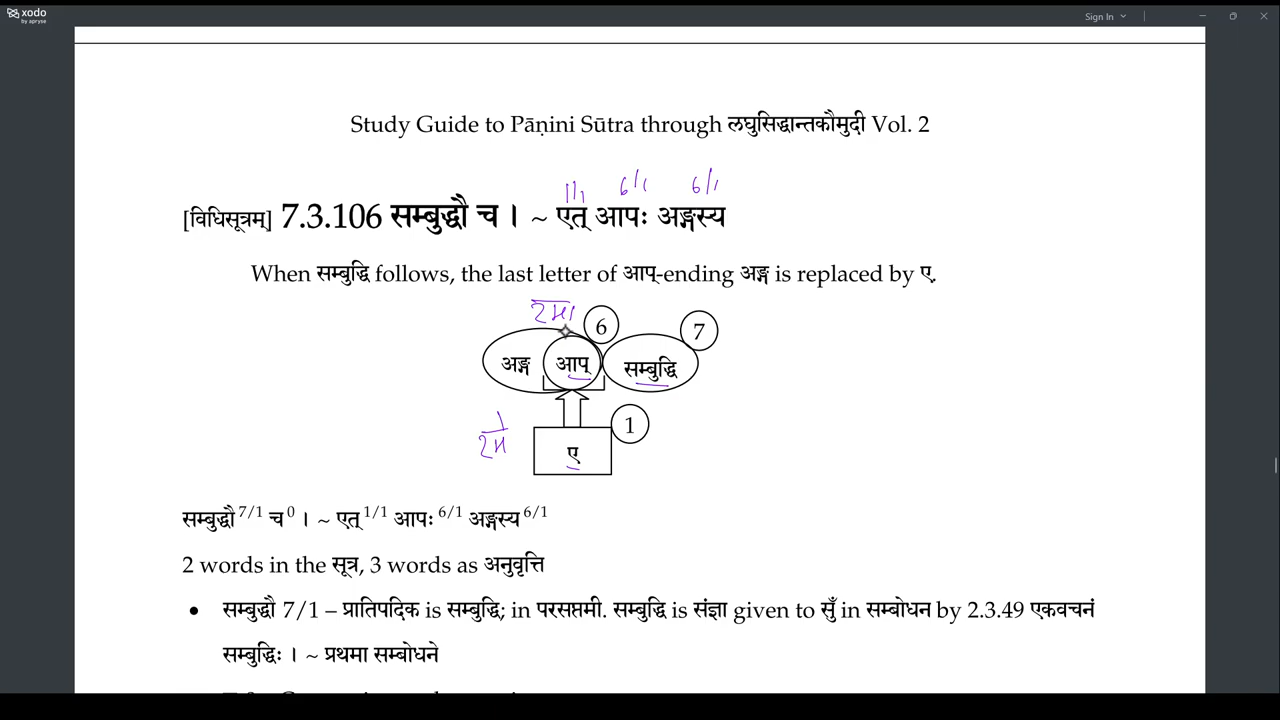 xodo
by apryse
Sign In
Study Guide to Pāṇini Sūtra through लघुसिद्धान्तकौमुदी Vol. 2
1/1 6/1 6/1
[विधिसूत्रम्] 7.3.106 सम्बुद्धौ च । ~ एत् आपः अङ्गस्य
When सम्बुद्धि follows, the last letter of आप्-ending अङ्ग is replaced by ए.
रमा
6 7
अङ्ग आप् सम्बुद्धि
रमे
1
ए
सम्बुद्धौ 7/1 च 0 । ~ एत् 1/1 आपः 6/1 अङ्गस्य 6/1
2 words in the सूत्र, 3 words as अनुवृत्ति
• सम्बुद्धौ 7/1 – प्रातिपदिक is सम्बुद्धि; in परसप्तमी. सम्बुद्धि is संज्ञा given to सुँ in सम्बोधन by 2.3.49 एकवचनं
सम्बुद्धिः । ~ प्रथमा सम्बोधने